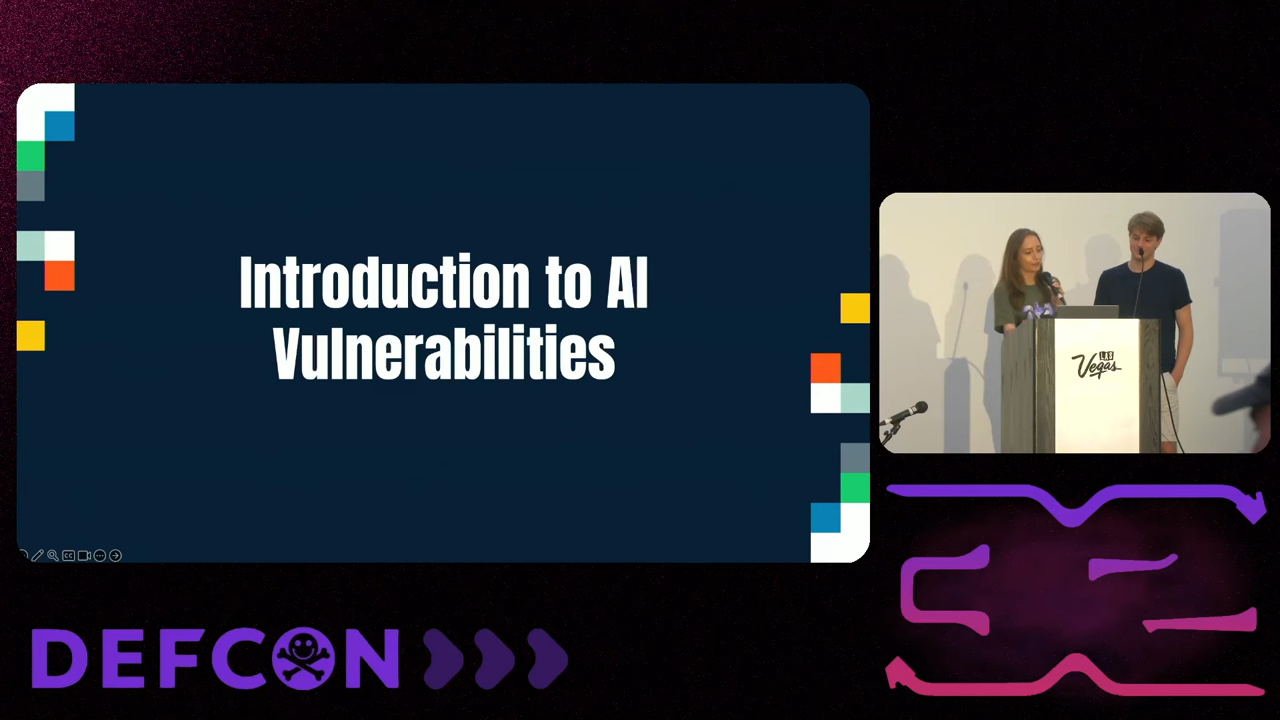 Introduction to AI
Vulnerabilities
LAS
Vegas
DEFCON